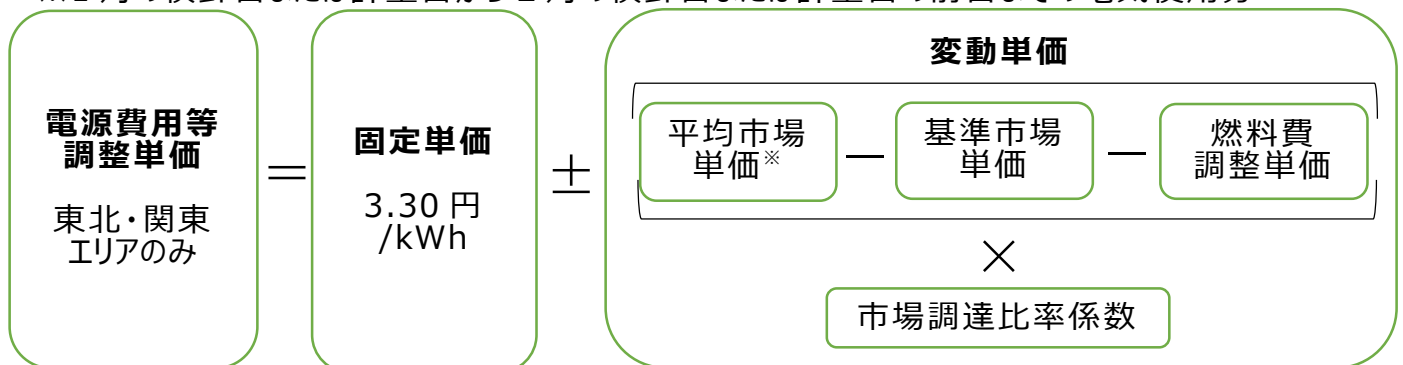 変動単価
電源費用等
調整単価
東北・関東
エリアのみ
=
固定単価
3.30 円
/kWh
±
平均市場
単価※
—
基準市場
単価
—
燃料費
調整単価
×
市場調達比率係数